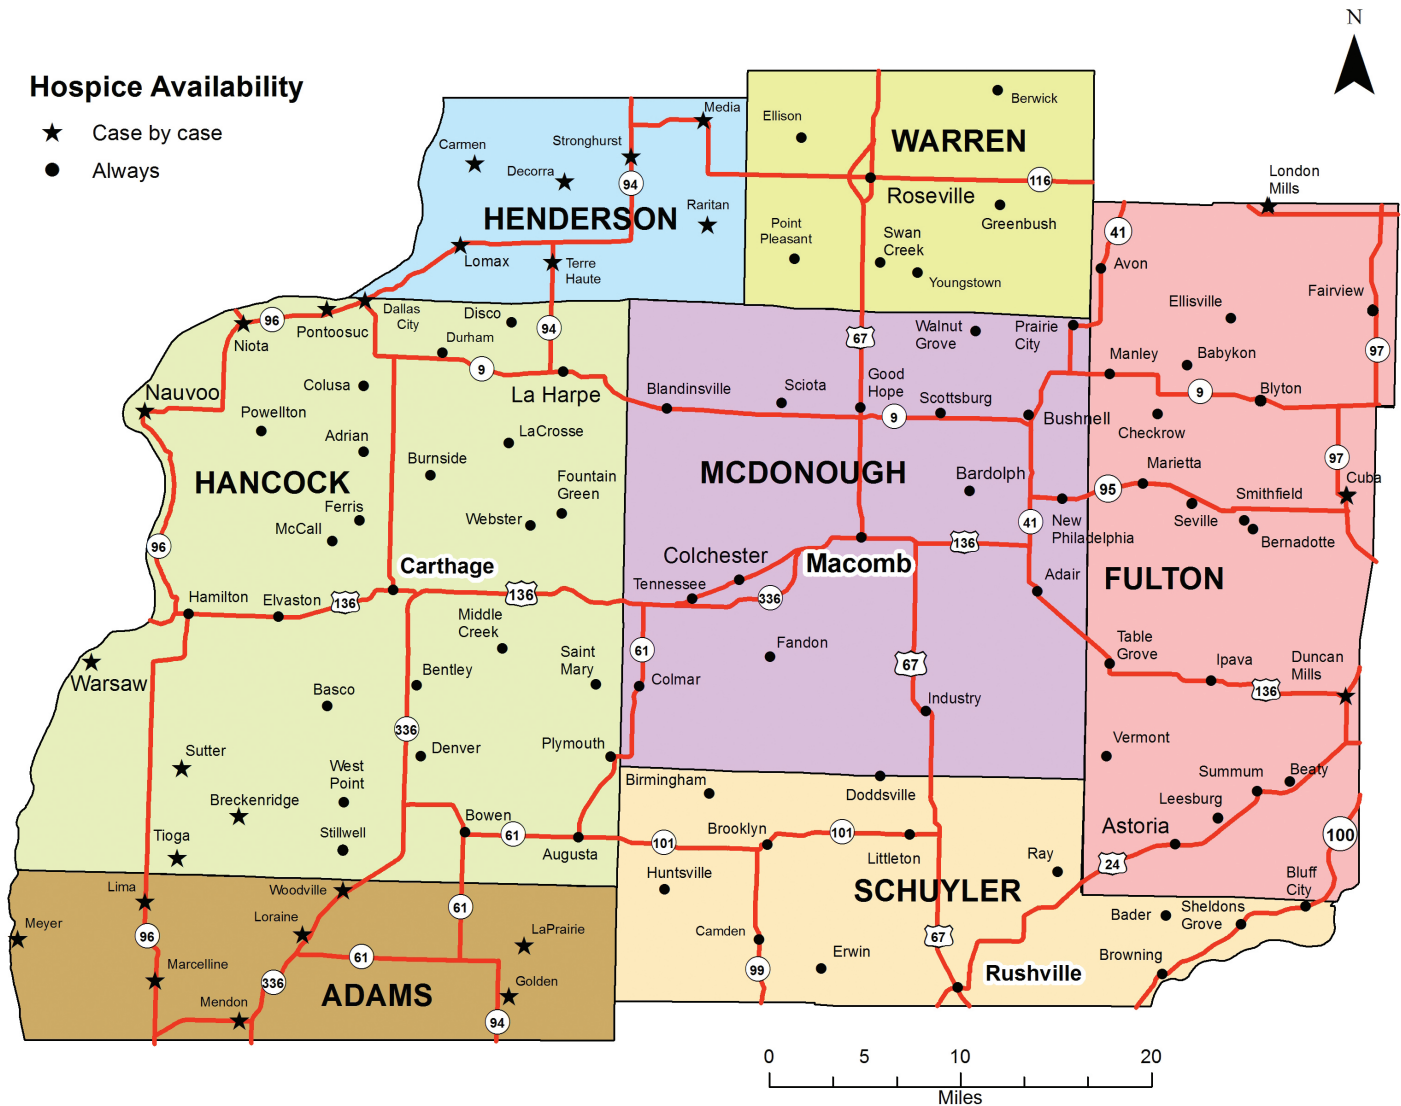 N
Hospice Availability
Case by case
Always
Media
Berwick
Ellison
WARREN
Stronghurst
Carmen
Decorra
94
116
London
Mills
Roseville
Raritan
HENDERSON
Greenbush
Point
Pleasant
Swan
Creek
41
Lomax
Terre
Haute
Avon
Youngstown
Fairview
Ellisville
Dallas
City
Disco
96
Pontoosuc
Niota
94
Durham
67
Walnut
Grove
Prairie
City
97
Manley
Babykon
9
Colusa
Nauvoo
La Harpe
Blandinsville
Sciota
Good
Hope
Scottsburg
9
Bushnell
9
Blyton
Powellton
Checkrow
Adrian
LaCrosse
Burnside
HANCOCK
MCDONOUGH
Bardolph
Marietta
97
Cuba
Fountain
Green
95
Smithfield
Ferris
McCall
Webster
41
New
Philadelphia
Seville
Bernadotte
96
136
Colchester
Macomb
Carthage
Tennessee
Adair
FULTON
Hamilton
Elvaston
136
136
336
Middle
Creek
Fandon
61
67
Table
Grove
Ipava
Duncan
Mills
136
Warsaw
Saint
Mary
Bentley
Colmar
Basco
Industry
336
Denver
Plymouth
Vermont
Sutter
West
Point
Birmingham
Doddsville
Summum
Beaty
Leesburg
Breckenridge
Bowen
61
Brooklyn
101
101
Astoria
100
Tioga
Stillwell
Augusta
Littleton
Ray
24
Huntsville
SCHUYLER
Bluff
City
Lima
Woodville
61
Bader
Sheldons
Grove
Meyer
Loraine
96
LaPrairie
Camden
67
Erwin
Browning
61
Marcelline
336
ADAMS
Golden
99
Rushville
Mendon
94
0
5
10
20
Miles